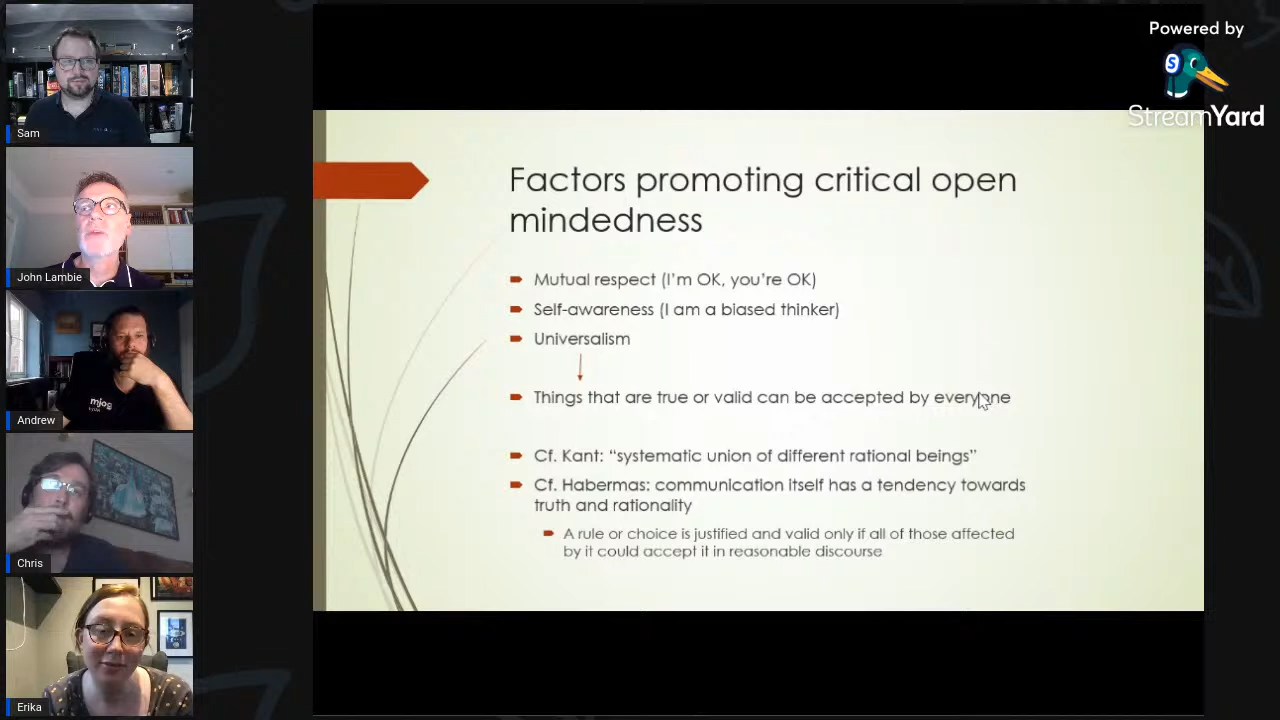 Powered by
S
StreamYard
Sam
John Lambie
mjog
Andrew
Chris
Erika
Factors promoting critical open
mindedness
Mutual respect (I'm OK, you're OK)
Self-awareness (I am a biased thinker)
Universalism
Things that are true or valid can be accepted by everyone
Cf. Kant: “systematic union of different rational beings”
Cf. Habermas: communication itself has a tendency towards
truth and rationality
A rule or choice is justified and valid only if all of those affected
by it could accept it in reasonable discourse